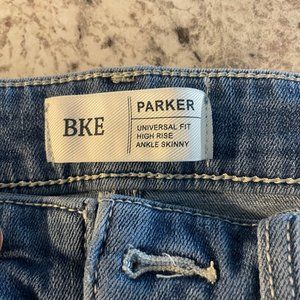 BKE
PARKER
UNIVERSAL FIT
HIGH RISE
ANKLE SKINNY